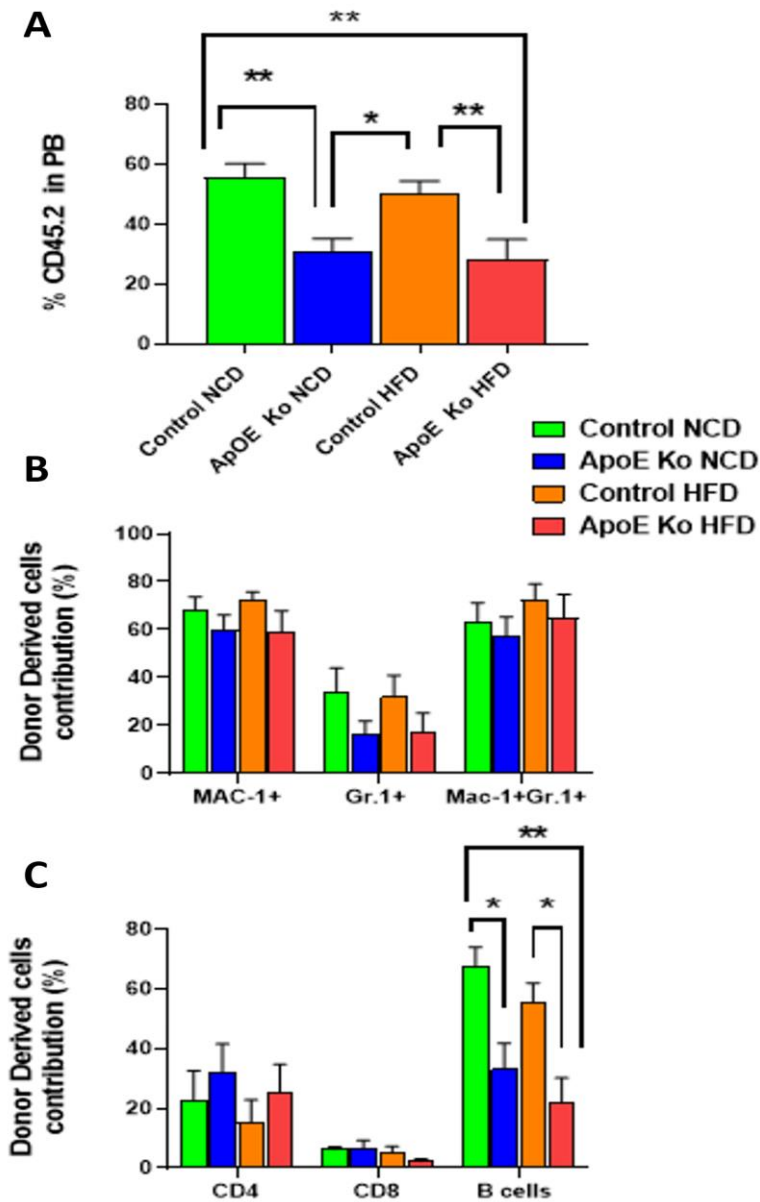 A
**
**
*
**
% CD45.2 in PB
80
60
40
20
0
Control NCD
ApOE Ko NCD
Control HFD
ApoE Ko HFD
Control NCD
ApoE Ko NCD
Control HFD
ApoE Ko HFD
B
Donor Derived cells
contribution (%)
100
80
60
40
20
0
MAC-1+
Gr.1+
Mac-1+Gr.1+
C
**
*
*
Donor Derived cells
contribution (%)
80
60
40
20
0
CD4
CD8
B cells